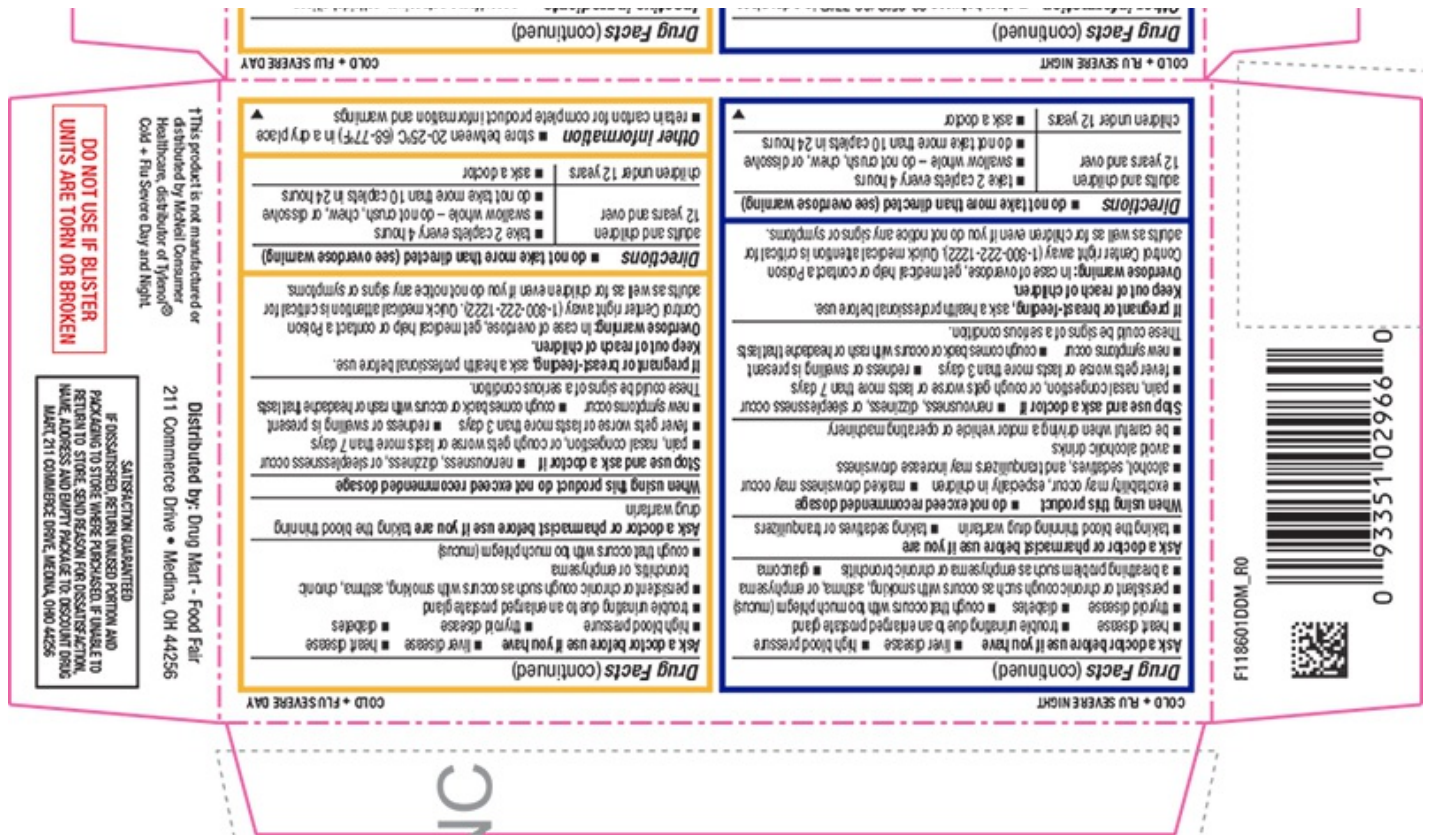 NC
COLD + FLU SEVERE NIGHT
Drug Facts (continued)
Ask a doctor before use if you have ■ liver disease ■ high blood pressure
■ heart disease ■ trouble urinating due to an enlarged prostate gland
■ thyroid disease ■ diabetes ■ cough that occurs with too much phlegm (mucus)
■ persistent or chronic cough such as occurs with smoking, asthma, or emphysema
■ a breathing problem such as emphysema or chronic bronchitis ■ glaucoma
Ask a doctor or pharmacist before use if you are
■ taking the blood thinning drug warfarin ■ taking sedatives or tranquilizers
When using this product ■ do not exceed recommended dosage
■ excitability may occur, especially in children ■ marked drowsiness may occur
■ alcohol, sedatives, and tranquilizers may increase drowsiness
■ avoid alcoholic drinks
■ be careful when driving a motor vehicle or operating machinery
Stop use and ask a doctor if ■ nervousness, dizziness, or sleeplessness occur
■ pain, nasal congestion, or cough gets worse or lasts more than 7 days
■ fever gets worse or lasts more than 3 days ■ redness or swelling is present
■ new symptoms occur ■ cough comes back or occurs with rash or headache that lasts
These could be signs of a serious condition.
If pregnant or breast-feeding, ask a health professional before use.
Keep out of reach of children.
Overdose warning: In case of overdose, get medical help or contact a Poison
Control Center right away (1-800-222-1222). Quick medical attention is critical for
adults as well as for children even if you do not notice any signs or symptoms.
Directions ■ do not take more than directed (see overdose warning)
adults and children ■ take 2 caplets every 4 hours
12 years and over ■ swallow whole – do not crush, chew, or dissolve
■ do not take more than 10 caplets in 24 hours
children under 12 years ■ ask a doctor
COLD + FLU SEVERE DAY
Drug Facts (continued)
Ask a doctor before use if you have ■ liver disease ■ heart disease
■ high blood pressure ■ thyroid disease ■ diabetes
■ trouble urinating due to an enlarged prostate gland
■ persistent or chronic cough such as occurs with smoking, asthma, chronic
bronchitis, or emphysema
■ cough that occurs with too much phlegm (mucus)
Ask a doctor or pharmacist before use if you are taking the blood thinning
drug warfarin
When using this product do not exceed recommended dosage
Stop use and ask a doctor if ■ nervousness, dizziness, or sleeplessness occur
■ pain, nasal congestion, or cough gets worse or lasts more than 7 days
■ fever gets worse or lasts more than 3 days ■ redness or swelling is present
■ new symptoms occur ■ cough comes back or occurs with rash or headache that lasts
These could be signs of a serious condition.
If pregnant or breast-feeding, ask a health professional before use.
Keep out of reach of children.
Overdose warning: In case of overdose, get medical help or contact a Poison
Control Center right away (1-800-222-1222). Quick medical attention is critical for
adults as well as for children even if you do not notice any signs or symptoms.
Directions ■ do not take more than directed (see overdose warning)
adults and children ■ take 2 caplets every 4 hours
12 years and over ■ swallow whole – do not crush, chew, or dissolve
■ do not take more than 10 caplets in 24 hours
children under 12 years ■ ask a doctor
Other information ■ store between 20-25°C (68-77°F) in a dry place
■ retain carton for complete product information and warnings
COLD + FLU SEVERE NIGHT
Drug Facts (continued)
Other information
COLD + FLU SEVERE DAY
Drug Facts (continued)
Inactive ingredients
SATISFACTION GUARANTEED
IF DISSATISFIED, RETURN UNUSED PORTION AND
PACKAGING TO STORE WHERE PURCHASED. IF UNABLE TO
RETURN TO STORE, SEND REASON FOR DISSATISFACTION,
NAME, ADDRESS AND EMPTY PACKAGE TO: DISCOUNT DRUG
MART, 211 COMMERCE DRIVE, MEDINA, OHIO 44256
Distributed by: Drug Mart - Food Fair
211 Commerce Drive • Medina, OH 44256
DO NOT USE IF BLISTER
UNITS ARE TORN OR BROKEN
†This product is not manufactured or
distributed by McNeil Consumer
Healthcare, distributor of Tylenol®
Cold + Flu Severe Day and Night.
F118601DDM_R0
0 93351 02966 0